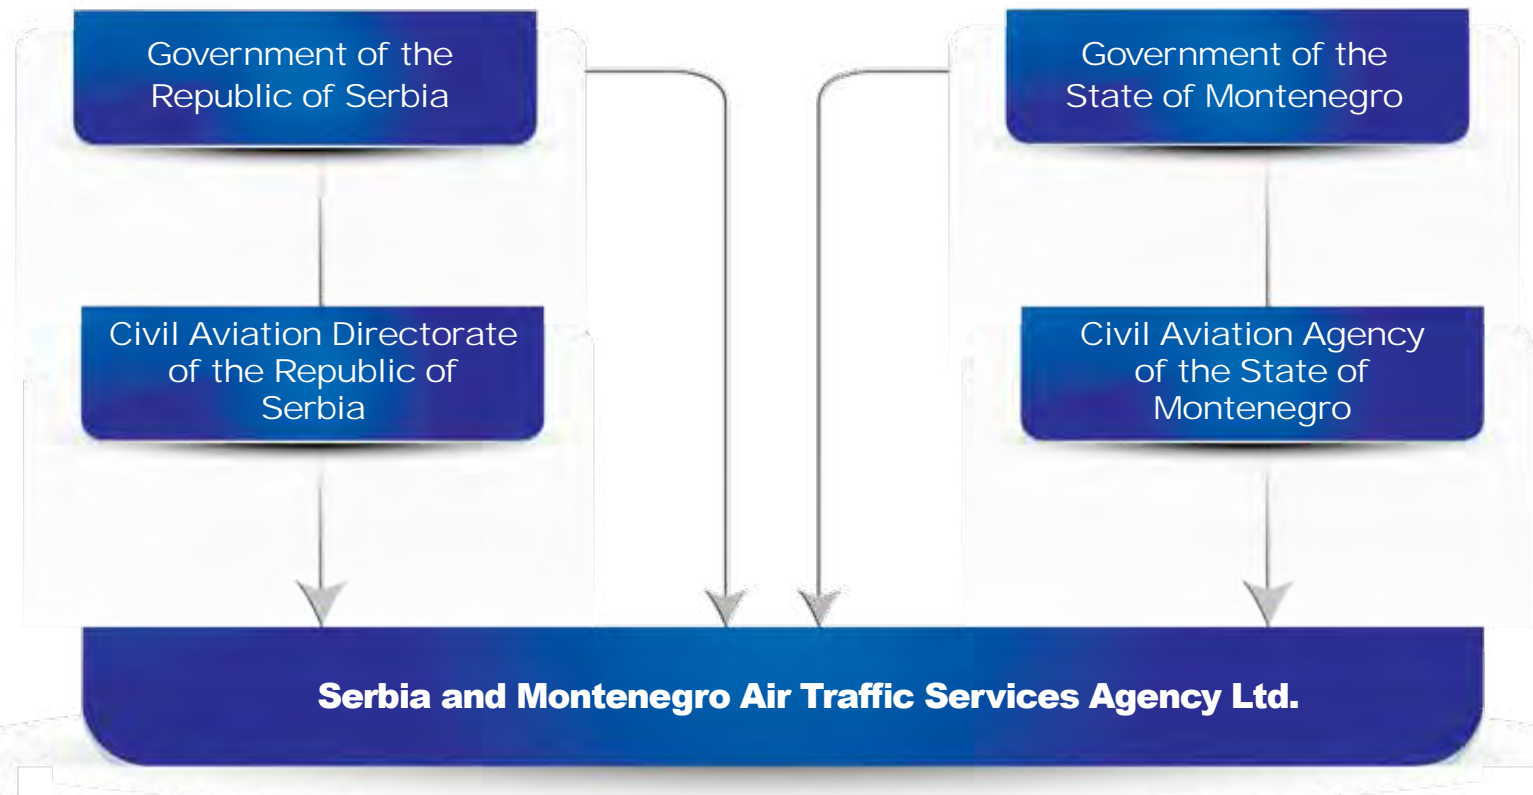 Government of the
Republic of Serbia
Government of the
State of Montenegro
Civil Aviation Directorate
of the Republic of
Serbia
Civil Aviation Agency
of the State of
Montenegro
Serbia and Montenegro Air Traffic Services Agency Ltd.